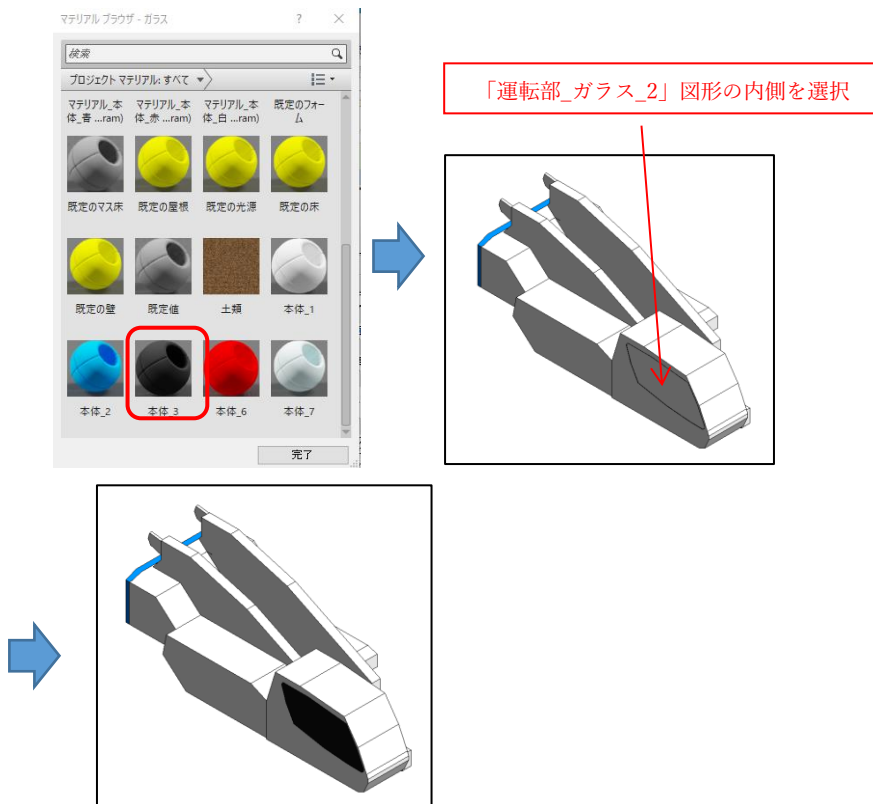 マテリアル ブラウザ - ガラス ? ×
検索
プロジェクト マテリアル: すべて
マテリアル_本 マテリアル_本 マテリアル_本 既定のフォー
体_青 ...ram) 体_赤 ...ram) 体_白 ...ram) ム
既定のマス床 既定の屋根 既定の光源 既定の床
既定の壁 既定値 土類 本体_1
本体_2 本体_3 本体_6 本体_7
完了
「運転部_ガラス_2」図形の内側を選択